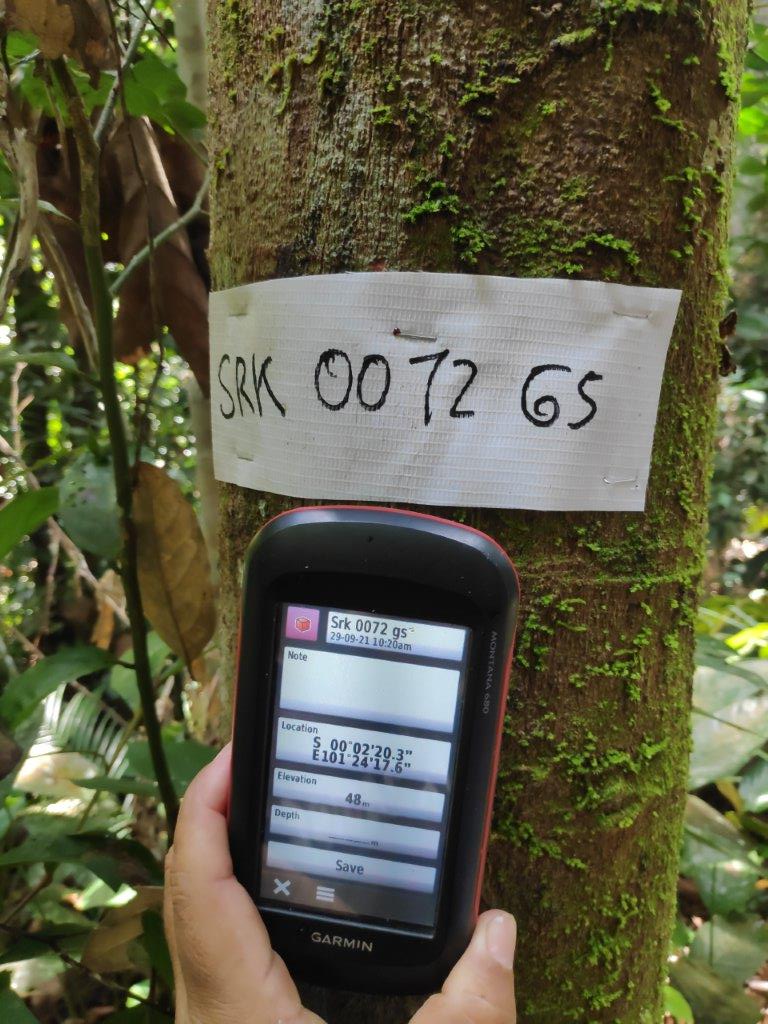 SRK 0072 GS
Srk 0072 gs
29-09-21 10:20am
Note
Location
S 00°02'20.3"
E101°24'17.6"
Elevation
48m
Depth
_____m
Save
MONTANA 680
GARMIN